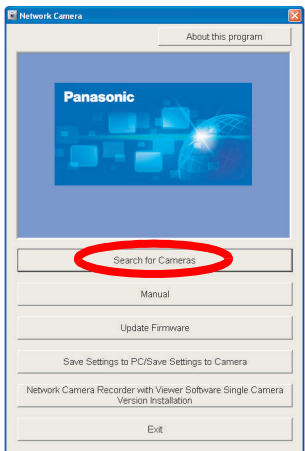 Network Camera
About this program
Panasonic
Search for Cameras
Manual
Update Firmware
Save Settings to PC/Save Settings to Camera
Network Camera Recorder with Viewer Software Single Camera
Version Installation
Exit